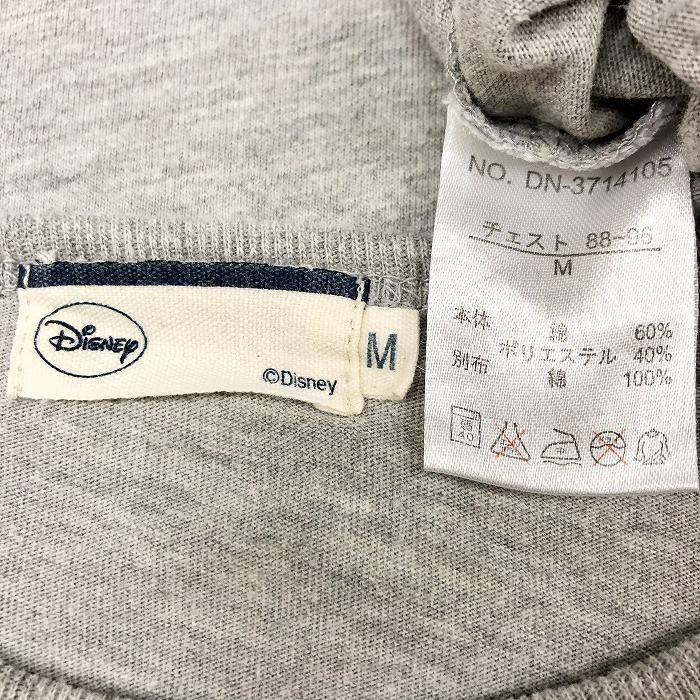 DISNEY
©Disney
M
NO. DN-3714105
チェスト 88~96
M
本体 綿 60%
ポリエステル 40%
別布 綿 100%
40